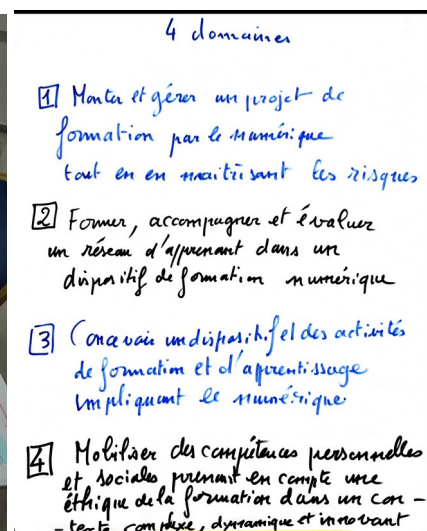 4 domaines
1 Monter et gérer un projet de
formation par le numérique
tout en en maitrisant les risques
2 Former, accompagner et évaluer
un réseau d'apprenant dans un
dispositif de formation numérique
3 Concevoir un dispositif et des activités
de formation et d'apprentissage
impliquant le numérique
4 Mobiliser des compétences personnelles
et sociales prenant en compte une
éthique de la formation dans un con-
-texte complexe, dynamique et innovant